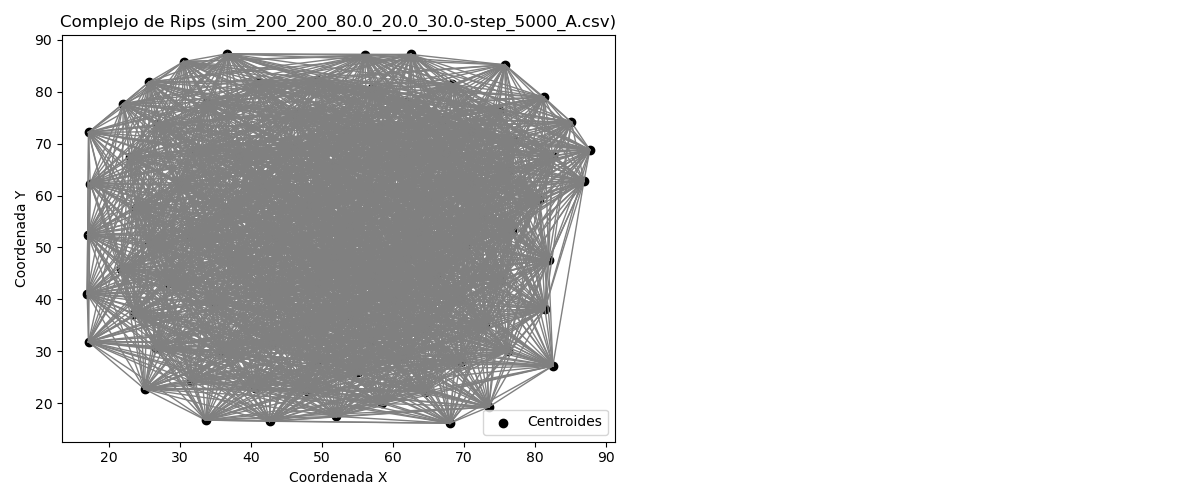 Complejo de Rips (sim_200_200_80.0_20.0_30.0-step_5000_A.csv)
90
80
70
60
50
40
30
20
Coordenada Y
Centroides
20 30 40 50 60 70 80 90
Coordenada X